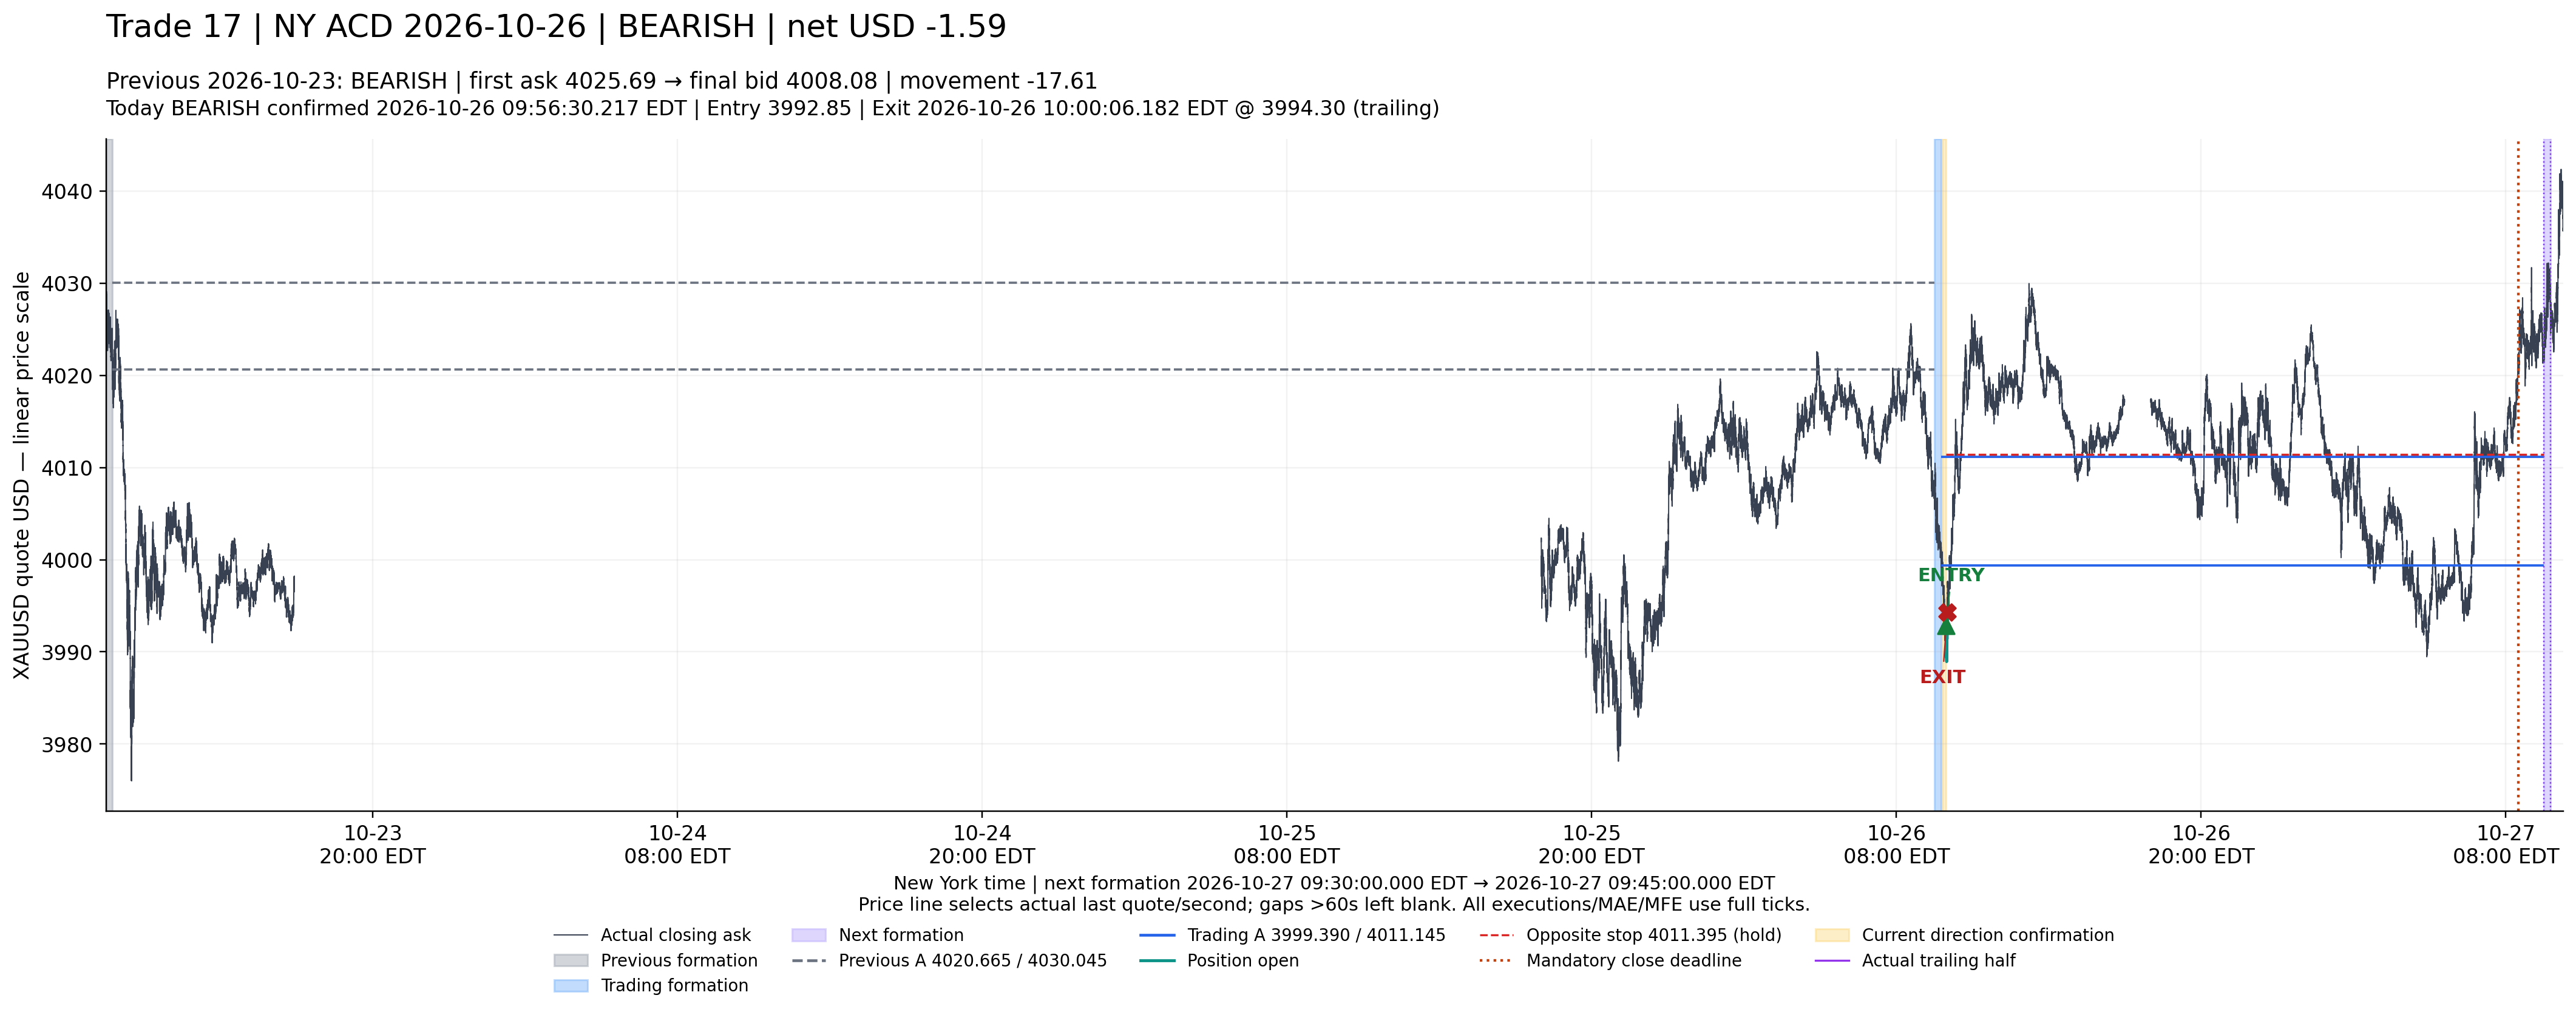 Trade 17 | NY ACD 2026-10-26 | BEARISH | net USD -1.59
Previous 2026-10-23: BEARISH | first ask 4025.69 → final bid 4008.08 | movement -17.61
Today BEARISH confirmed 2026-10-26 09:56:30.217 EDT | Entry 3992.85 | Exit 2026-10-26 10:00:06.182 EDT @ 3994.30 (trailing)
XAUUSD quote USD — linear price scale
4040
4030
4020
4010
4000
3990
3980
ENTRY
EXIT
10-23
20:00 EDT
10-24
08:00 EDT
10-24
20:00 EDT
10-25
08:00 EDT
10-25
20:00 EDT
10-26
08:00 EDT
10-26
20:00 EDT
10-27
08:00 EDT
New York time | next formation 2026-10-27 09:30:00.000 EDT → 2026-10-27 09:45:00.000 EDT
Price line selects actual last quote/second; gaps >60s left blank. All executions/MAE/MFE use full ticks.
Actual closing ask
Previous formation
Trading formation
Next formation
Previous A 4020.665 / 4030.045
Trading A 3999.390 / 4011.145
Position open
Opposite stop 4011.395 (hold)
Mandatory close deadline
Current direction confirmation
Actual trailing half